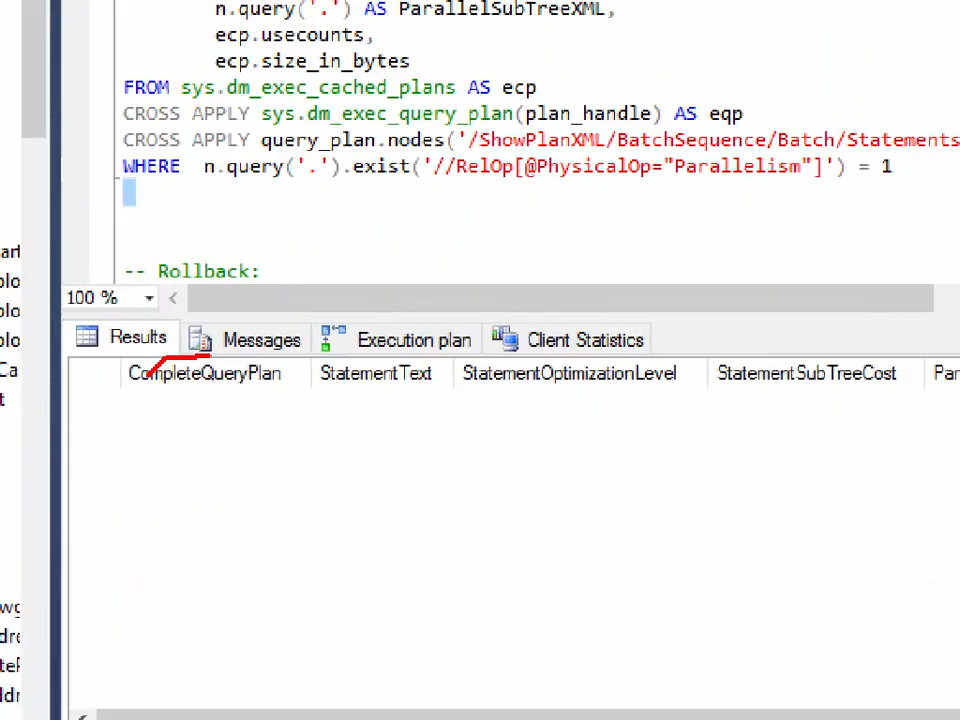 n.query('.') AS ParallelSubTreeXML,
ecp.usecounts,
ecp.size_in_bytes
FROM sys.dm_exec_cached_plans AS ecp
CROSS APPLY sys.dm_exec_query_plan(plan_handle) AS eqp
CROSS APPLY query_plan.nodes('/ShowPlanXML/BatchSequence/Batch/Statements
WHERE n.query('.').exist('//RelOp[@PhysicalOp="Parallelism"]') = 1
-- Rollback:
100 %
Results Messages Execution plan Client Statistics
CompleteQueryPlan StatementText StatementOptimizationLevel StatementSubTreeCost Par